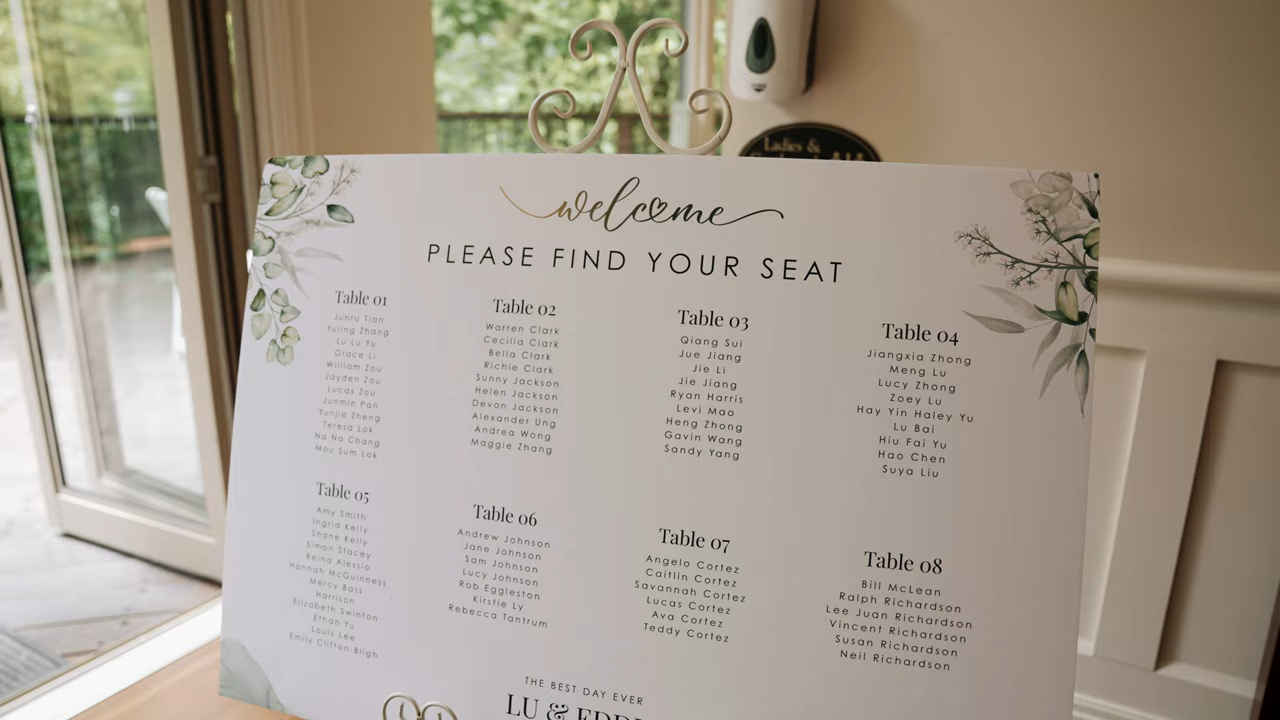 Ladies &
welcome
PLEASE FIND YOUR SEAT
Table 01
Junru Tian
Yuling Zhang
Lu Lu Yu
Grace Li
William Zou
Jayden Zou
Lucas Zou
Junmin Pan
Yunjie Zheng
Teresa Lok
Na Na Chang
Mou Sum Lok
Table 02
Warren Clark
Cecilia Clark
Bella Clark
Richie Clark
Sunny Jackson
Helen Jackson
Devon Jackson
Alexander Ung
Andrea Wong
Maggie Zhang
Table 03
Qiang Sui
Jue Jiang
Jie Li
Jie Jiang
Ryan Harris
Levi Mao
Heng Zhong
Gavin Wang
Sandy Yang
Table 04
Jiangxia Zhong
Meng Lu
Lucy Zhong
Zoey Lu
Hay Yin Haley Yu
Lu Bai
Hiu Fai Yu
Hao Chen
Suya Liu
Table 05
Amy Smith
Ingrid Kelly
Shane Kelly
Simon Stacey
Reina Alessio
Hannah McGuinness
Mercy Bass
Harrison
Elizabeth Swinton
Ethan Yu
Louis Lee
Emily Clifton-Bligh
Table 06
Andrew Johnson
Jane Johnson
Sam Johnson
Lucy Johnson
Rob Eggleston
Kirstie Ly
Rebecca Tantrum
Table 07
Angelo Cortez
Caitlin Cortez
Savannah Cortez
Lucas Cortez
Ava Cortez
Teddy Cortez
Table 08
Bill McLean
Ralph Richardson
Lee Juan Richardson
Vincent Richardson
Susan Richardson
Neil Richardson
THE BEST DAY EVER
LU &